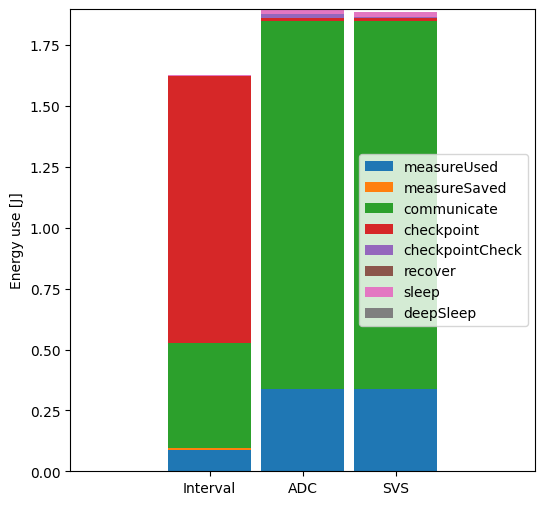 1.75
1.50
1.25
1.00
0.75
0.50
0.25
0.00
Energy use [J]
measureUsed
measureSaved
communicate
checkpoint
checkpointCheck
recover
sleep
deepSleep
Interval
ADC
SVS